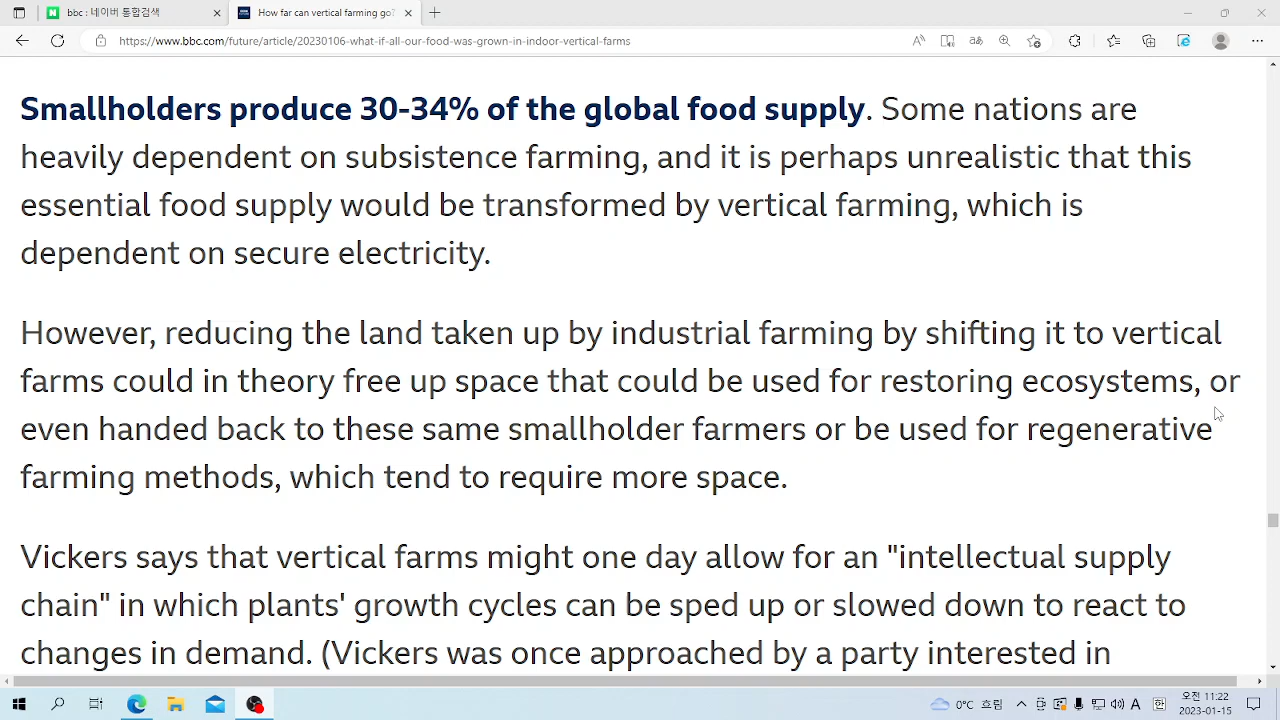 bbc : 네이버 통합검색
How far can vertical farming go?
https://www.bbc.com/future/article/20230106-what-if-all-our-food-was-grown-in-indoor-vertical-farms
Smallholders produce 30-34% of the global food supply. Some nations are
heavily dependent on subsistence farming, and it is perhaps unrealistic that this
essential food supply would be transformed by vertical farming, which is
dependent on secure electricity.
However, reducing the land taken up by industrial farming by shifting it to vertical
farms could in theory free up space that could be used for restoring ecosystems, or
even handed back to these same smallholder farmers or be used for regenerative
farming methods, which tend to require more space.
Vickers says that vertical farms might one day allow for an "intellectual supply
chain" in which plants' growth cycles can be sped up or slowed down to react to
changes in demand. (Vickers was once approached by a party interested in
0°C 흐림
A
오전 11:22
2023-01-15